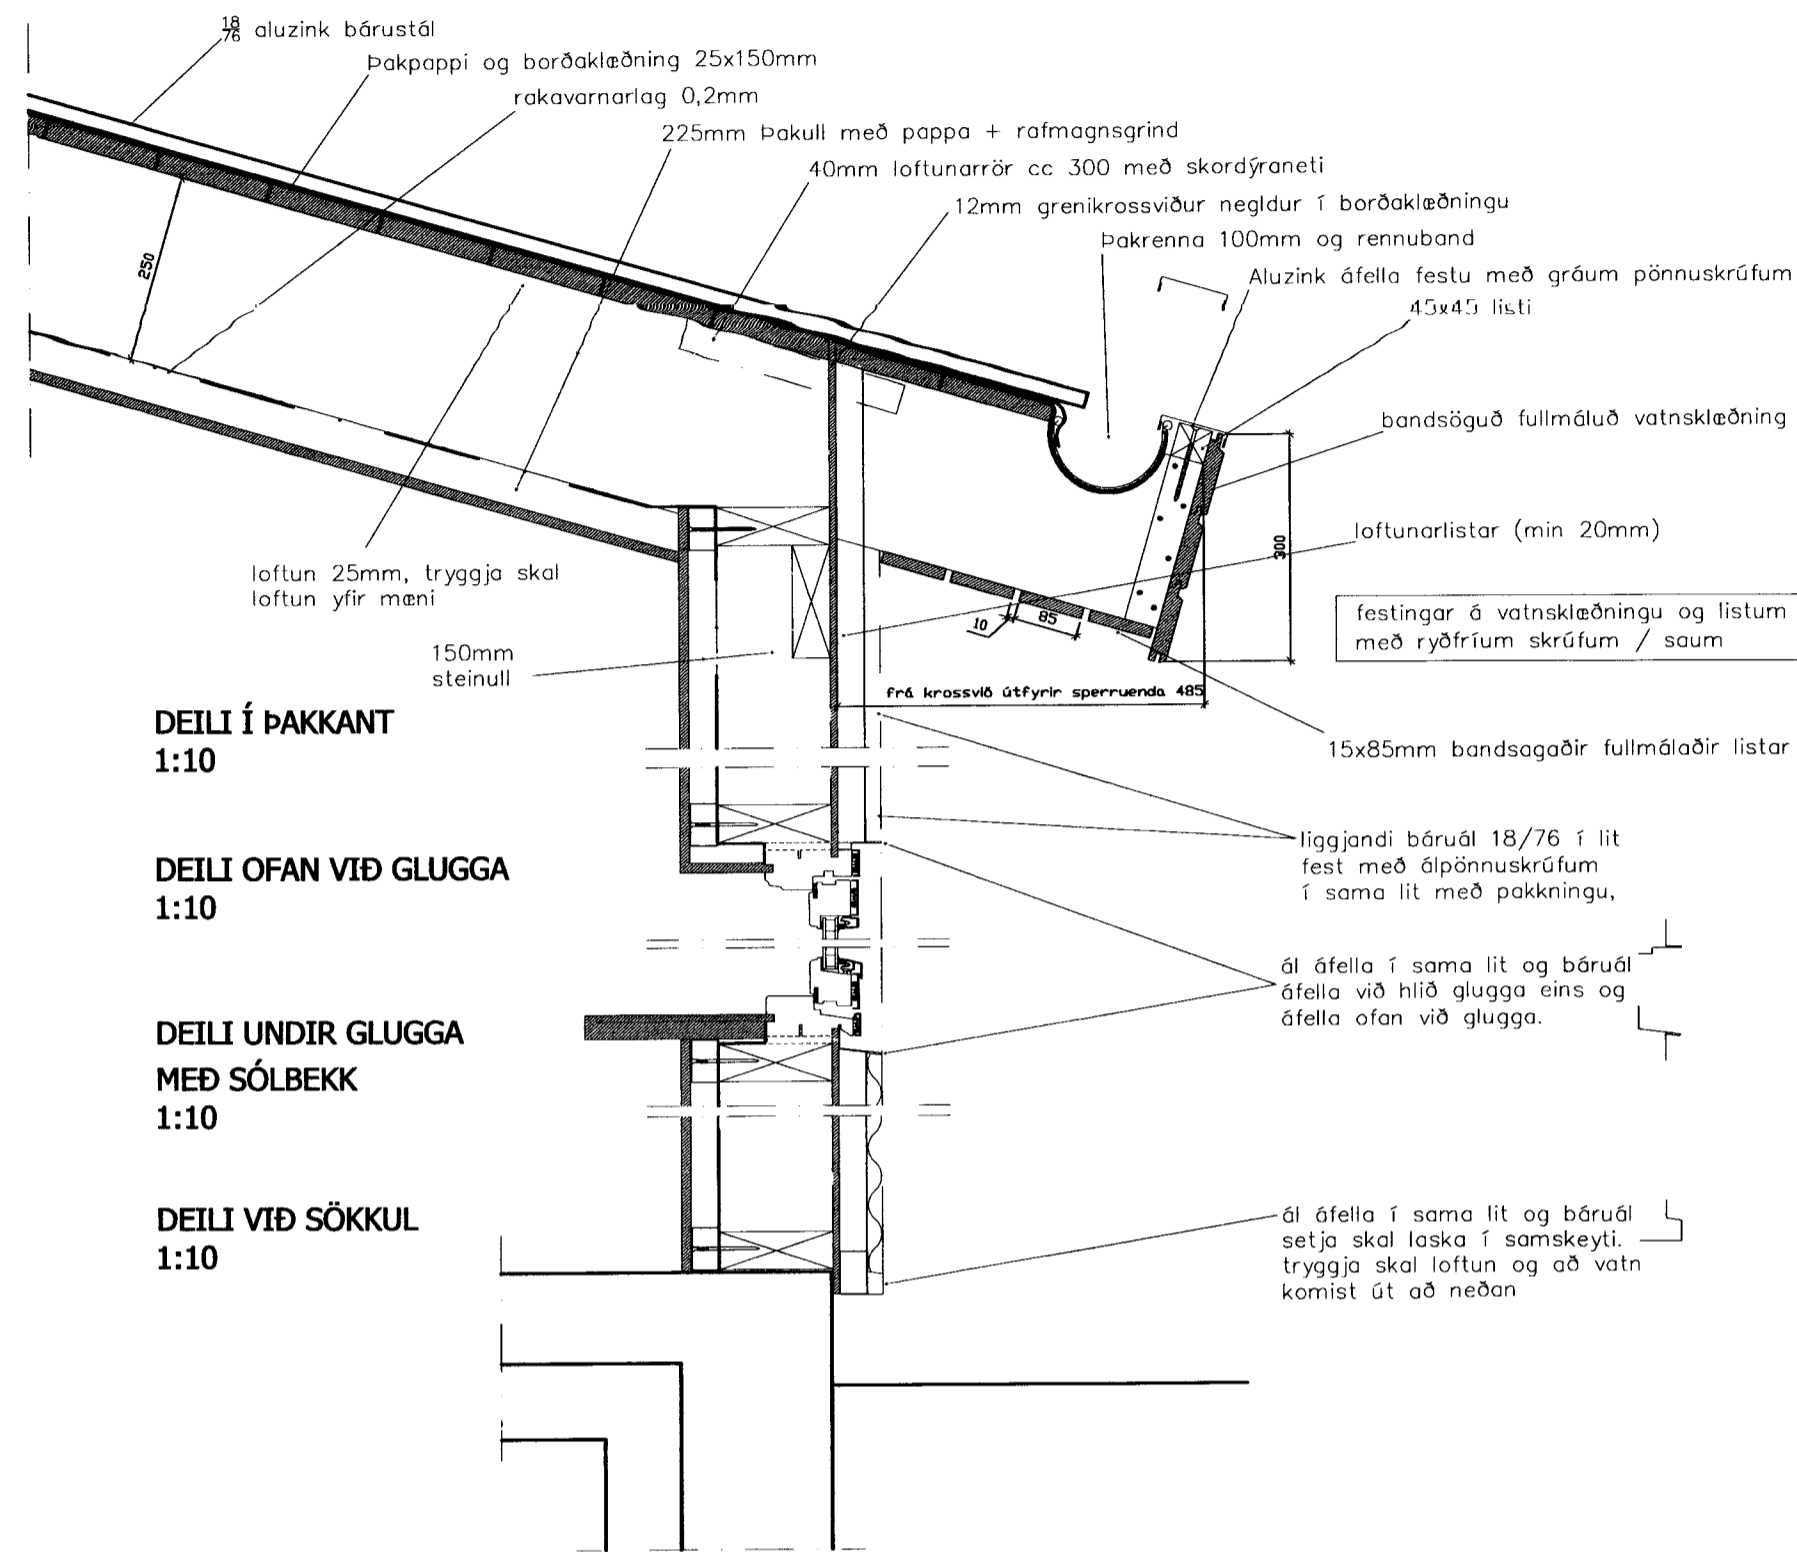 18/76 aluzink bárustál
Þakpappi og borðaklæðning 25x150mm
rakavarnarlag 0,2mm
225mm Þakull með pappa + rafmagnsgrind
40mm loftunarrör cc 300 með skordýraneti
12mm grenikrossviður negldur í borðaklæðningu
Þakrenna 100mm og rennuband
Aluzink áfella festu með gráum pönnuskrúfum
45x45 listi
250
bandsöguð fullmáluð vatnsklæðning
loftunarlistar (min 20mm)
300
loftun 25mm, tryggja skal
loftun yfir mæni
10
85
festingar á vatnsklæðningu og listum
með ryðfríum skrúfum / saum
150mm
steinull
frá krossvið útfyrir sperruenda 485
DEILI Í ÞAKKANT
1:10
15x85mm bandsagaðir fullmálaðir listar
liggjandi báruál 18/76 í lit
fest með álpönnuskrúfum
í sama lit með pakkningu,
DEILI OFAN VIÐ GLUGGA
1:10
ál áfella í sama lit og báruál
áfella við hlið glugga eins og
áfella ofan við glugga.
DEILI UNDIR GLUGGA
MEÐ SÓLBEKK
1:10
DEILI VIÐ SÖKKUL
1:10
ál áfella í sama lit og báruál
setja skal laska í samskeyti.
tryggja skal loftun og að vatn
komist út að neðan